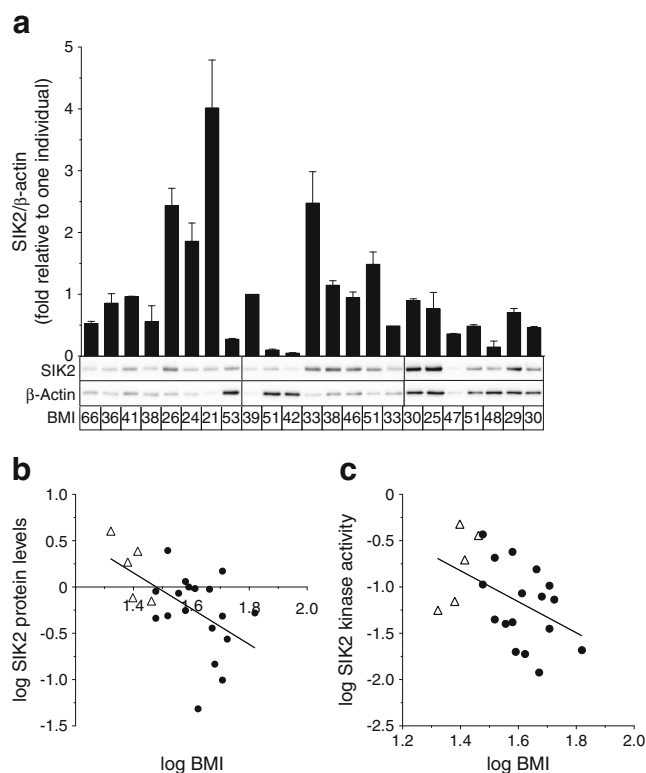 a
SIK2/β-actin
(fold relative to one individual)
5
4
3
2
1
0
SIK2
β-Actin
BMI 66 36 41 38 26 24 21 53 39 51 42 33 38 46 51 33 30 25 47 51 48 29 30
b
log SIK2 protein levels
1.0
0.5
0
-0.5
-1.0
-1.5
1.4 1.6 1.8 2.0
log BMI
c
log SIK2 kinase activity
0
-0.5
-1.0
-1.5
-2.0
-2.5
1.2 1.4 1.6 1.8 2.0
log BMI